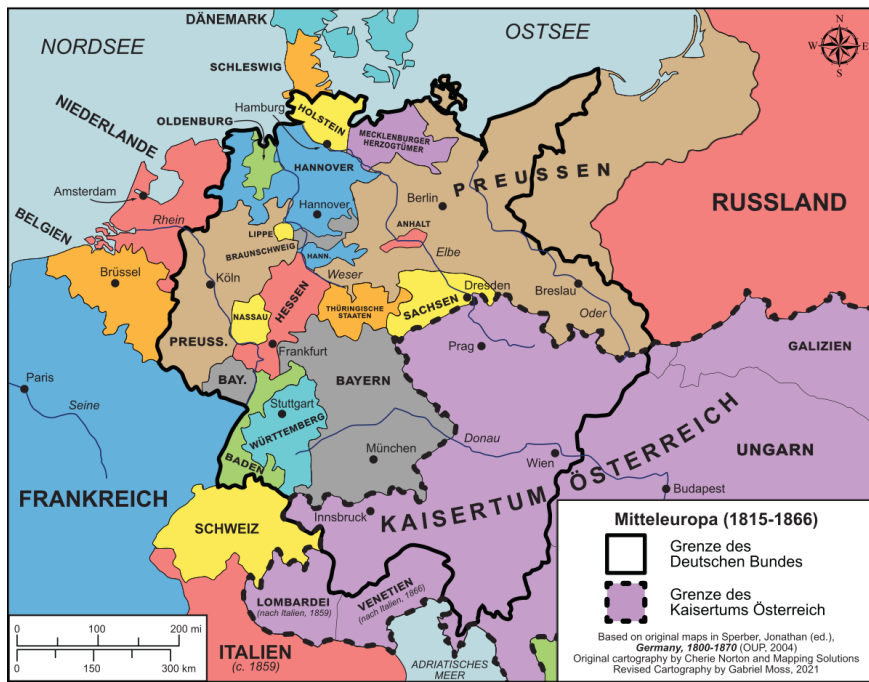 DÄNEMARK
NORDSEE
OSTSEE
N
W
E
S
SCHLESWIG
Hamburg
NIEDERLANDE
OLDENBURG
HOLSTEIN
MECKLENBURGER
HERZOGTÜMER
HANNOVER
PREUSSEN
Amsterdam
Berlin
RUSSLAND
Hannover
BELGIEN
Rhein
LIPPE
ANHALT
BRAUNSCHWEIG
HANN.
Elbe
Brüssel
Köln
Weser
Dresden
Breslau
HESSEN
NASSAU
THÜRINGISCHE
STAATEN
SACHSEN
Oder
PREUSS.
Frankfurt
Prag
GALIZIEN
Paris
BAY.
BAYERN
Seine
Stuttgart
WÜRTTEMBERG
Donau
KAISERTUM ÖSTERREICH
UNGARN
BADEN
München
Wien
Budapest
FRANKREICH
Innsbruck
SCHWEIZ
LOMBARDEI
(nach Italien, 1859)
VENETIEN
(nach Italien, 1866)
ITALIEN
(c. 1859)
ADRIATISCHES
MEER
0 100 200 mi
0 150 300 km
Mitteleuropa (1815-1866)
Grenze des
Deutschen Bundes
Grenze des
Kaisertums Österreich
Based on original maps in Sperber, Jonathan (ed.),
Germany, 1800-1870 (OUP, 2004)
Original cartography by Cherie Norton and Mapping Solutions
Revised Cartography by Gabriel Moss, 2021